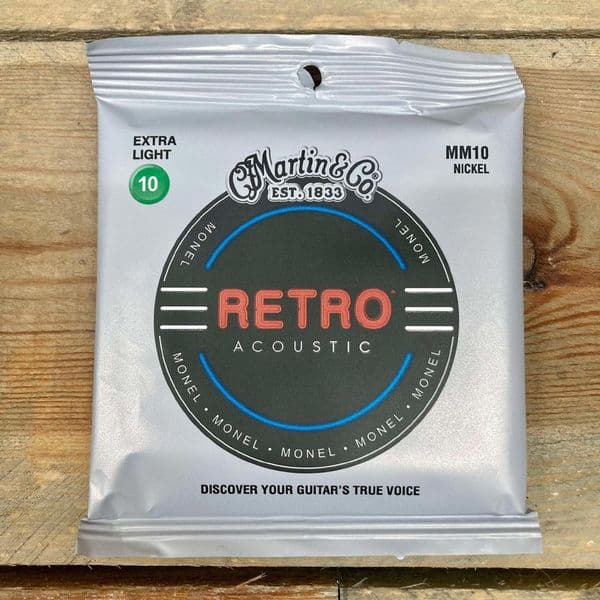 EXTRA
LIGHT
10
MM10
NICKEL
C.F. Martin & Co.
EST. 1833
MONEL
MONEL
RETRO™
ACOUSTIC
MONEL • MONEL • MONEL • MONEL • MONEL
DISCOVER YOUR GUITAR'S TRUE VOICE